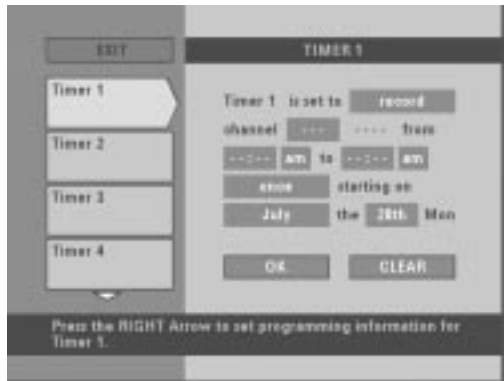 EXIT
TIMER 1
Timer 1
Timer 2
Timer 3
Timer 4
Timer 1 is set to record
channel --- ---- from
--:-- am to --:-- am
once starting on
July the 20th Mon
OK CLEAR
Press the RIGHT Arrow to set programming information for
Timer 1.